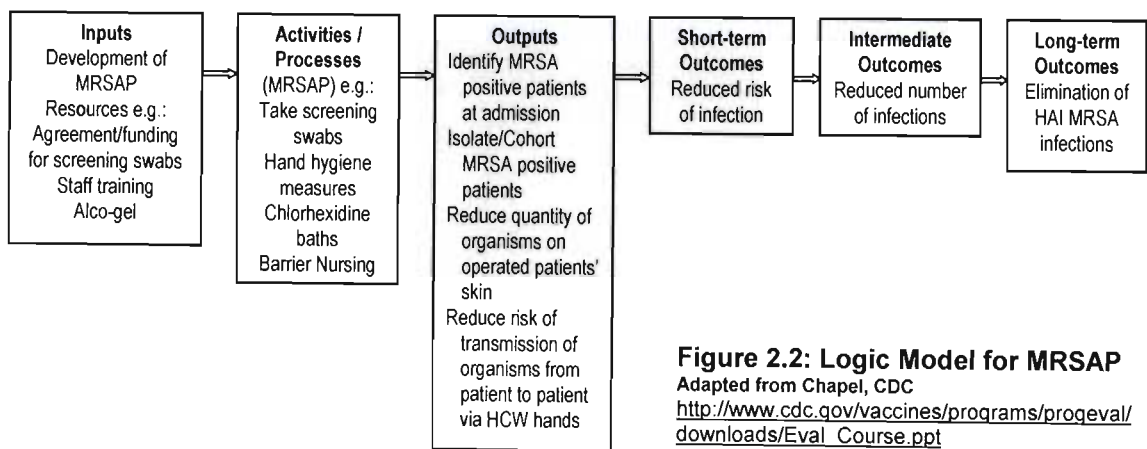 Inputs
Development of
MRSAP
Resources e.g.:
Agreement/funding
for screening swabs
Staff training
Alco-gel
Activities /
Processes
(MRSAP) e.g.:
Take screening
swabs
Hand hygiene
measures
Chlorhexidine
baths
Barrier Nursing
Outputs
Identify MRSA
positive patients
at admission
Isolate/Cohort
MRSA positive
patients
Reduce quantity of
organisms on
operated patients'
skin
Reduce risk of
transmission of
organisms from
patient to patient
via HCW hands
Short-term
Outcomes
Reduced risk
of infection
Intermediate
Outcomes
Reduced number
of infections
Long-term
Outcomes
Elimination of
HAI MRSA
infections
Figure 2.2: Logic Model for MRSAP
Adapted from Chapel, CDC
http://www.cdc.gov/vaccines/programs/progeval/
downloads/Eval_Course.ppt